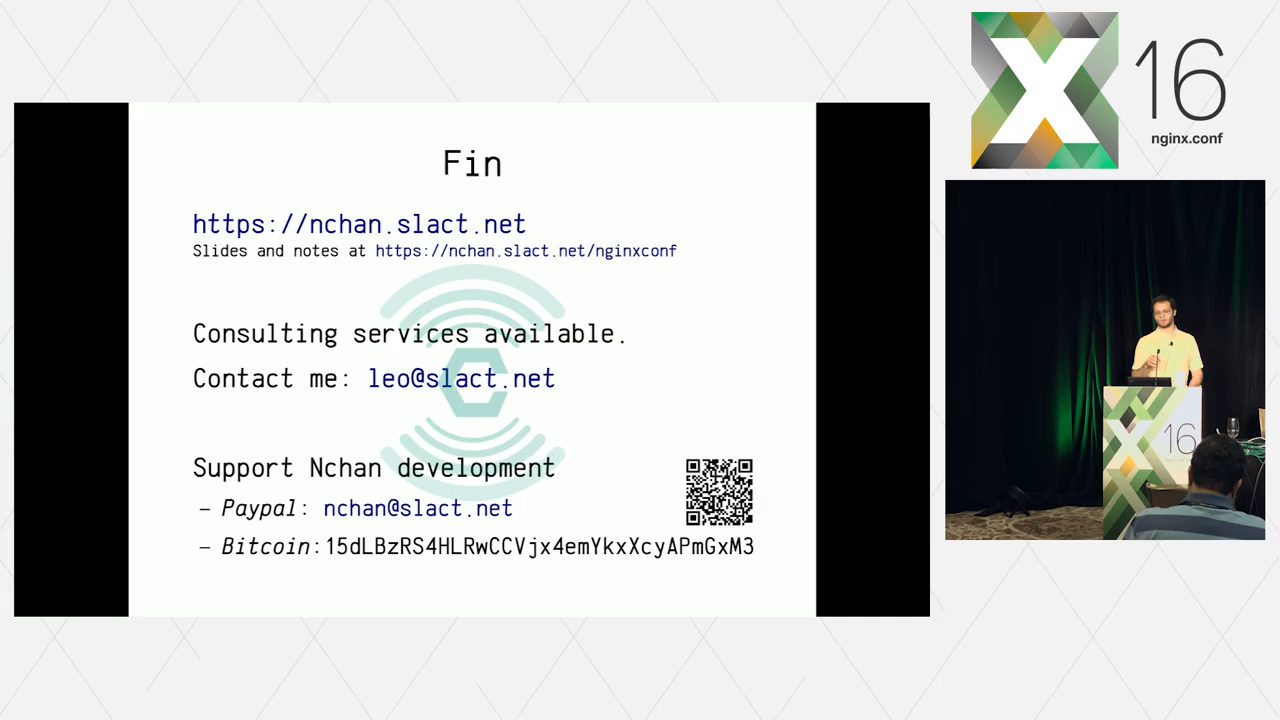 Fin
https://nchan.slact.net
Slides and notes at https://nchan.slact.net/nginxconf
Consulting services available.
Contact me: leo@slact.net
Support Nchan development
– Paypal: nchan@slact.net
– Bitcoin:15dLBzRS4HLRwCCVjx4emYkxXcyAPmGxM3
X 16
nginx.conf
X 16